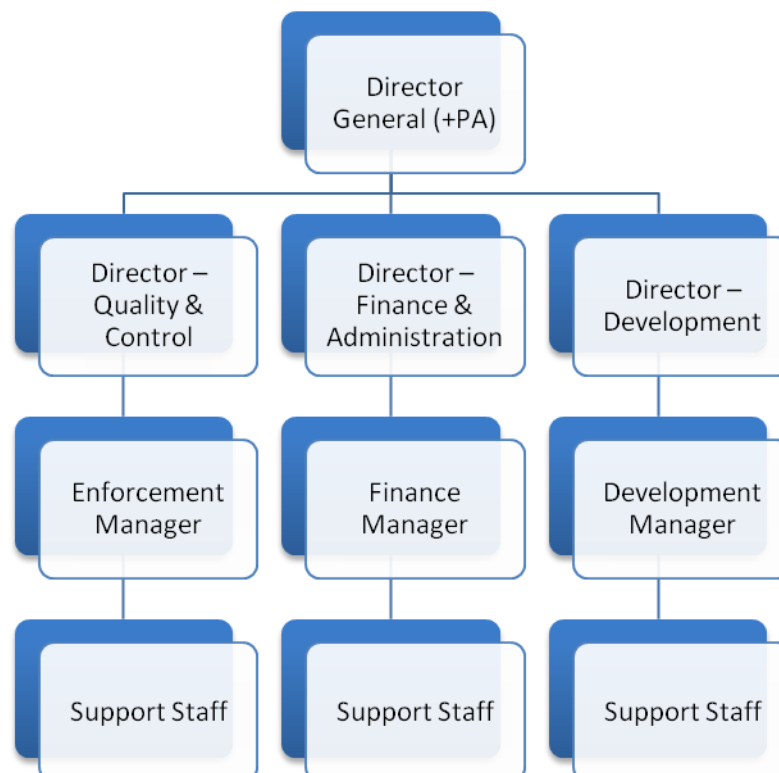 Director
General (+PA)
Director –
Quality &
Control
Director –
Finance &
Administration
Director –
Development
Enforcement
Manager
Finance
Manager
Development
Manager
Support Staff
Support Staff
Support Staff